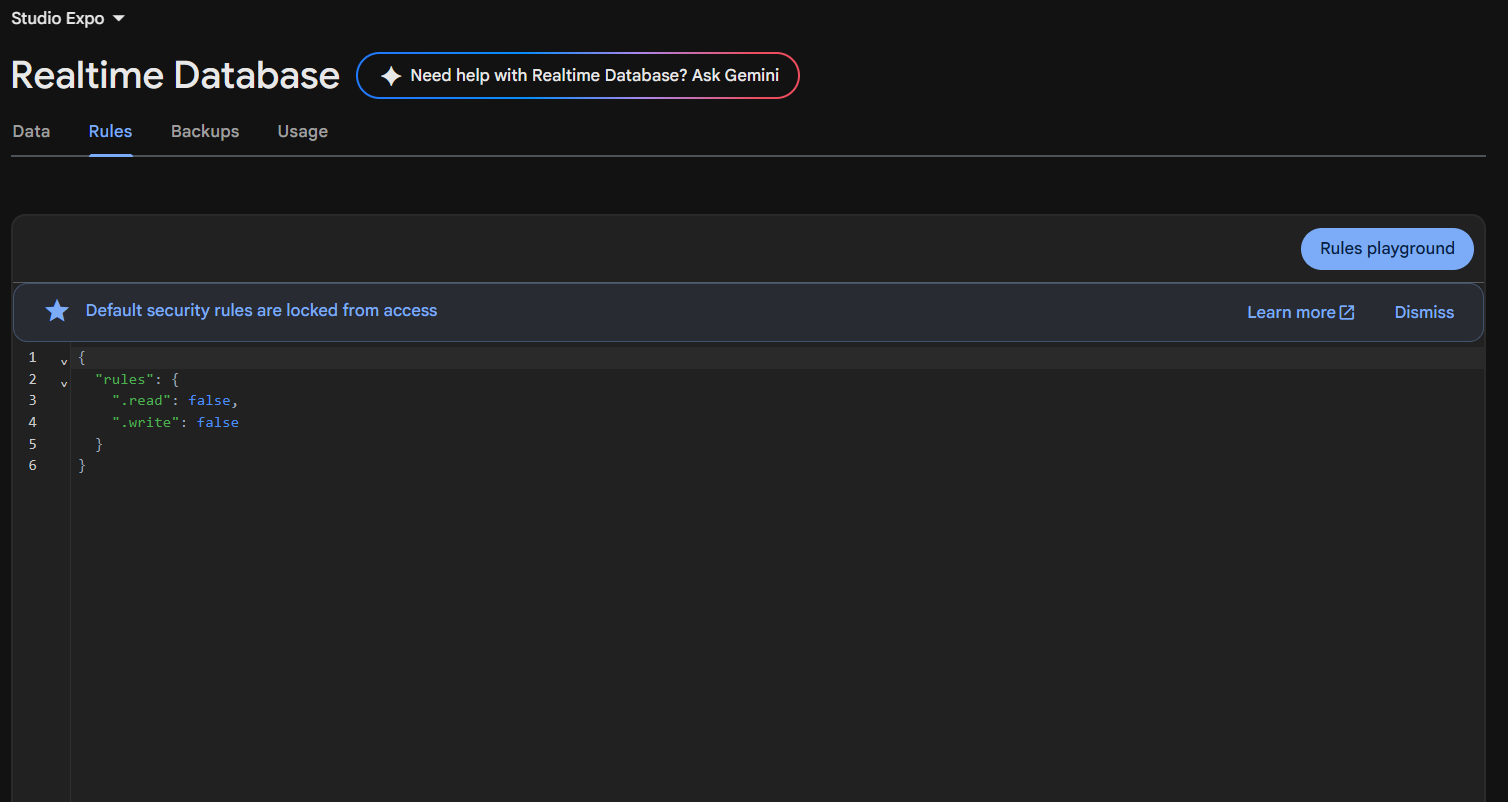 Studio Expo
Realtime Database
Need help with Realtime Database? Ask Gemini
Data Rules Backups Usage
Rules playground
Default security rules are locked from access
Learn more Dismiss
1 {
2 "rules": {
3 ".read": false,
4 ".write": false
5 }
6 }